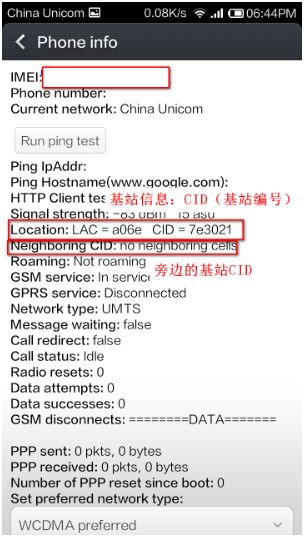 China Unicom 0.08K/s 06:44PM
Phone info
IMEI:
Phone number:
Current network: China Unicom
Run ping test
Ping IpAddr:
Ping Hostname(www.google.com):
HTTP Client tes 基站信息：CID（基站编号）
Signal strength: -83 dBm 15 asu
Location: LAC = a06e CID = 7e3021
Neighboring CID: no neighboring cells
Roaming: Not roaming
旁边的基站CID
GSM service: In service
GPRS service: Disconnected
Network type: UMTS
Message waiting: false
Call redirect: false
Call status: Idle
Radio resets: 0
Data attempts: 0
Data successes: 0
GSM disconnects: ========DATA=======
PPP sent: 0 pkts, 0 bytes
PPP received: 0 pkts, 0 bytes
Number of PPP reset since boot: 0
Set preferred network type:
WCDMA preferred